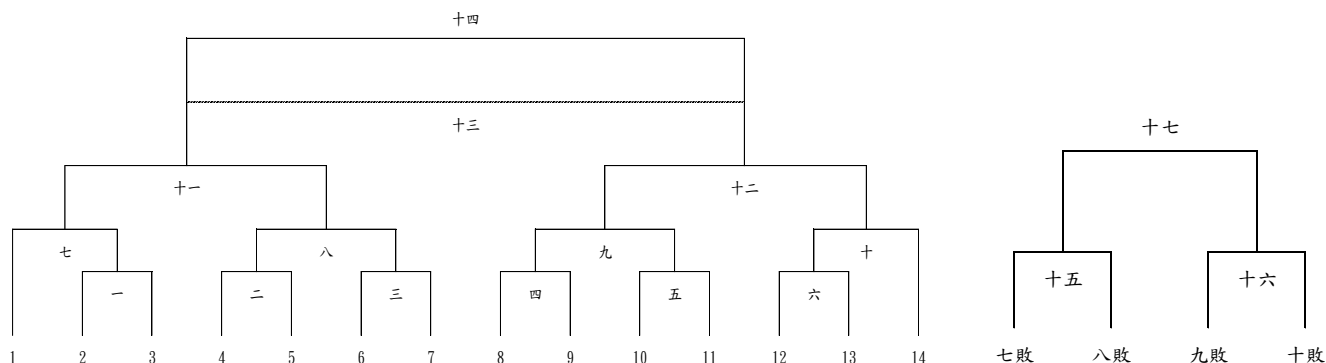 十四
十三
十七
十一 十二
七 八 九 十
十五 十六
一 二 三 四 五 六
1 2 3 4 5 6 7 8 9 10 11 12 13 14
七敗 八敗 九敗 十敗